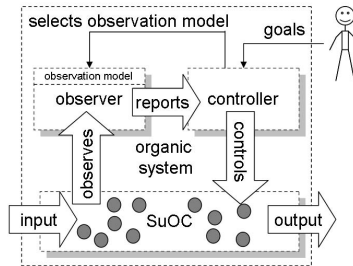 selects observation model
goals
observation model
observer
reports
controller
observes
organic
system
controls
input
SuOC
output